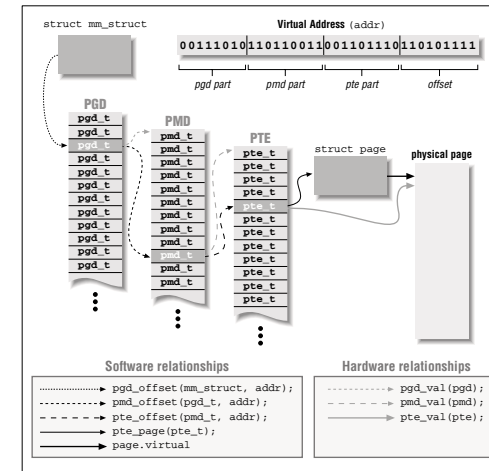 struct mm_struct
Virtual Address (addr)
00111010110110011001101110110101111
pgd part
pmd part
pte part
offset
PGD
pgd_t
pgd_t
pgd_t
pgd_t
pgd_t
pgd_t
pgd_t
pgd_t
pgd_t
pgd_t
pgd_t
pgd_t
PMD
pmd_t
pmd_t
pmd_t
pmd_t
pmd_t
pmd_t
pmd_t
pmd_t
pmd_t
pmd_t
pmd_t
pmd_t
PTE
pte_t
pte_t
pte_t
pte_t
pte_t
pte_t
pte_t
pte_t
pte_t
pte_t
pte_t
pte_t
struct page
physical page
Software relationships
pgd_offset(mm_struct, addr);
pmd_offset(pgd_t, addr);
pte_offset(pmd_t, addr);
pte_page(pte_t);
page.virtual
Hardware relationships
pgd_val(pgd);
pmd_val(pmd);
pte_val(pte);